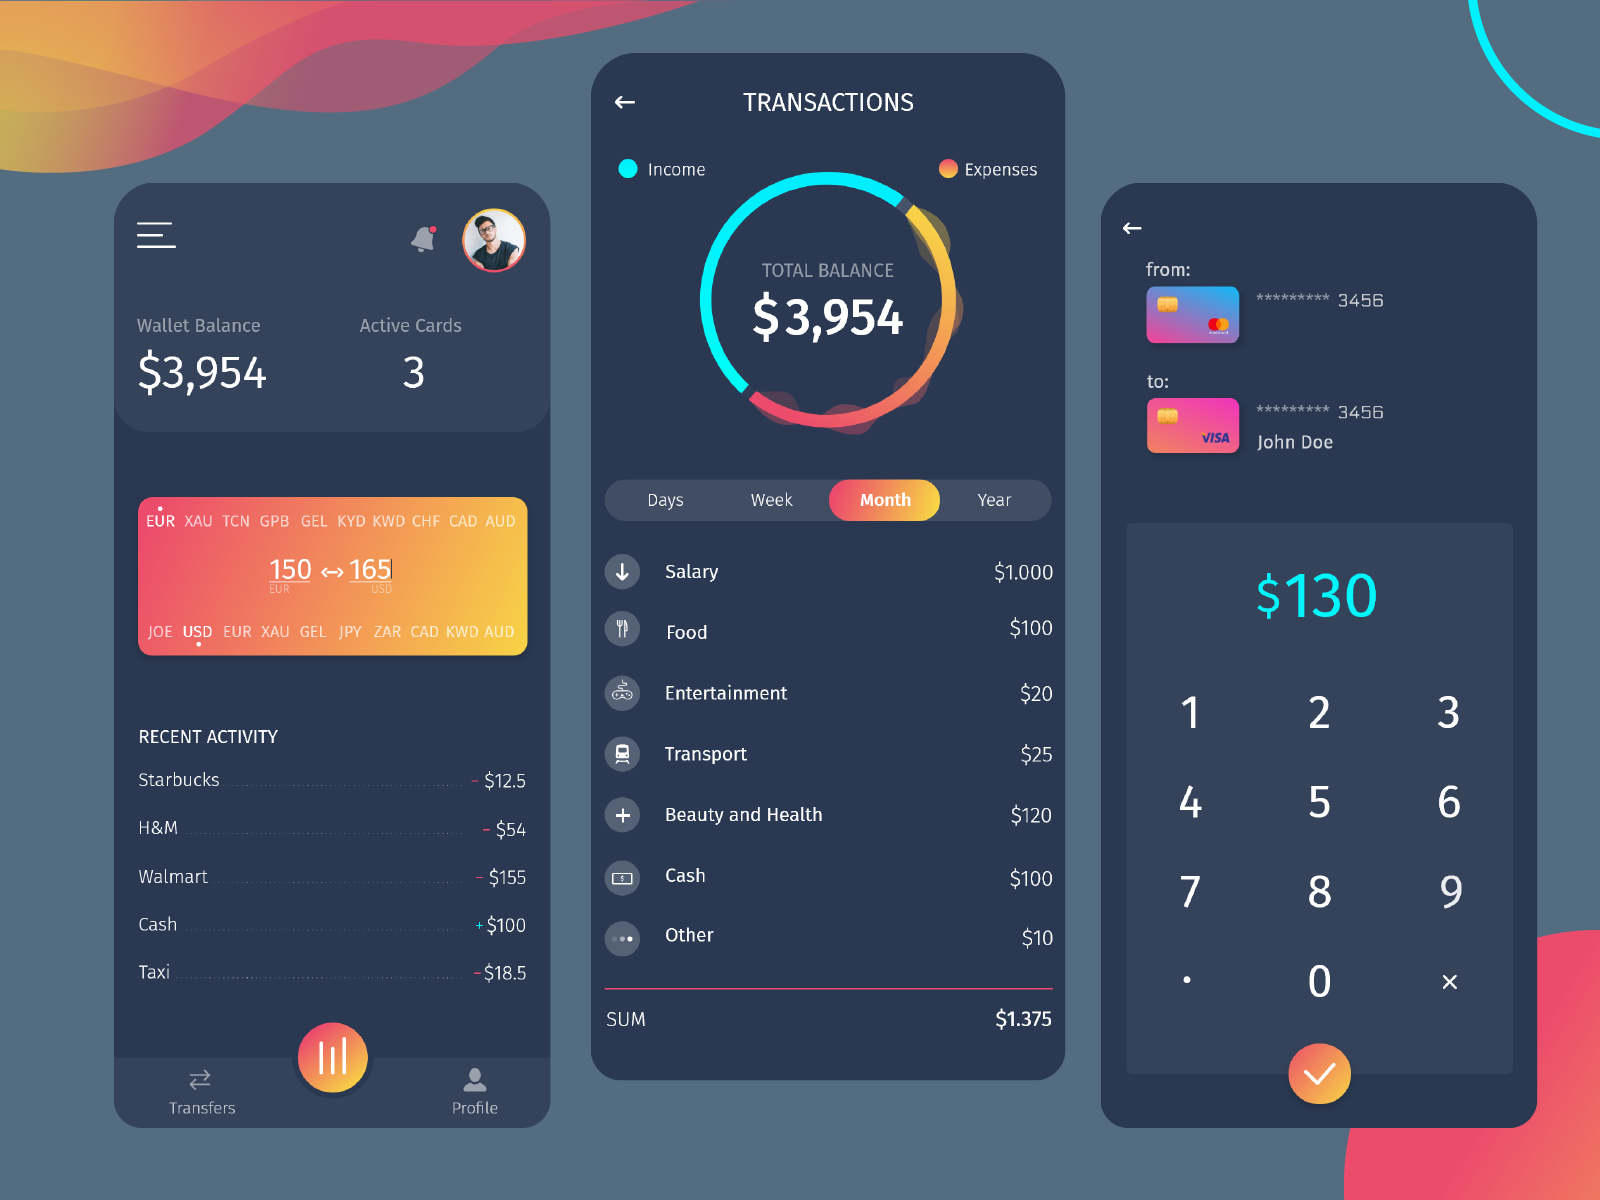 Wallet Balance
Active Cards
$3,954
3
EUR XAU TCN GPB GEL KYD KWD CHF CAD AUD
150 ↔ 165
EUR USD
JOE USD EUR XAU GEL JPY ZAR CAD KWD AUD
RECENT ACTIVITY
Starbucks - $12.5
H&M - $54
Walmart - $155
Cash + $100
Taxi - $18.5
Transfers
Profile
← TRANSACTIONS
Income
Expenses
TOTAL BALANCE
$3,954
Days Week Month Year
Salary $1.000
Food $100
Entertainment $20
Transport $25
Beauty and Health $120
Cash $100
Other $10
SUM $1.375
←
from:
********* 3456
to:
********* 3456
VISA
John Doe
$130
1 2 3
4 5 6
7 8 9
. 0 ×